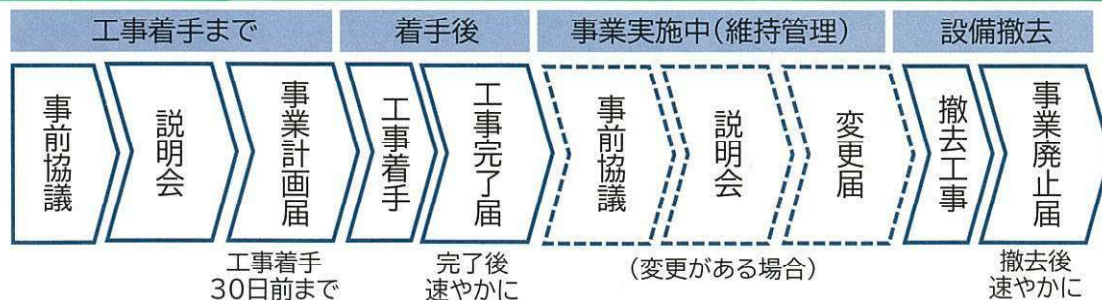 工事着手まで
着手後
事業実施中(維持管理)
設備撤去
事前協議
説明会
事業計画届
工事着手
工事完了届
事前協議
説明会
変更届
撤去工事
事業廃止届
工事着手
30日前まで
完了後
速やかに
(変更がある場合)
撤去後
速やかに